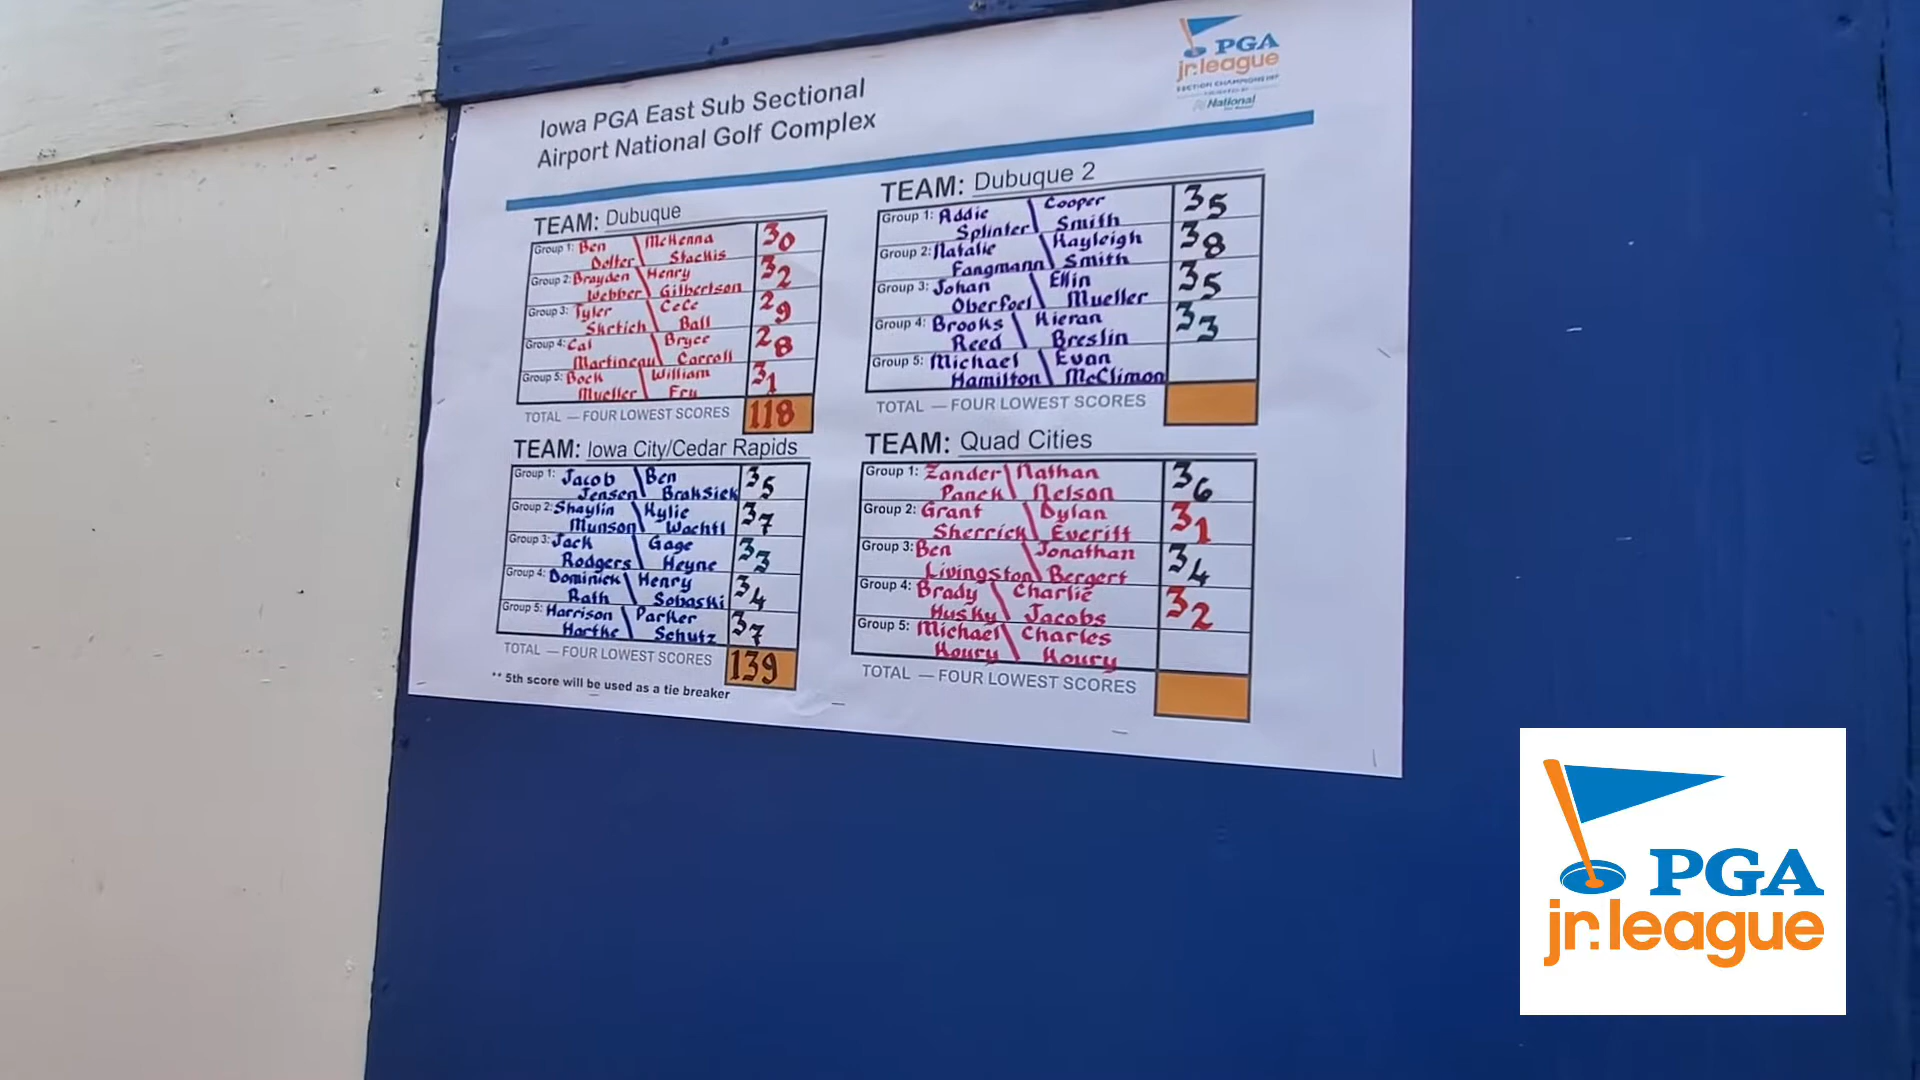 PGA
jr.league
SECTION CHAMPIONSHIP
National
Iowa PGA East Sub Sectional
Airport National Golf Complex
TEAM: Dubuque
Group 1: Ben McKenna 30
Dolter Stackis
Group 2: Brayden Henry 32
Webber Gilbertson
Group 3: Tyler CeCe 29
Skrtich Ball
Group 4: Cal Bryce 28
Martineau Carroll
Group 5: Bock William 31
Mueller Fry
TOTAL — FOUR LOWEST SCORES 118
TEAM: Dubuque 2
Group 1: Addie Cooper 35
Splinter Smith
Group 2: Natalie Kayleigh 38
Fangmann Smith
Group 3: Johan 35
Oberfoel Mueller
Group 4: Brooks Kieran 33
Reed Breslin
Group 5: Michael Evan
Hamilton McClimon
TOTAL — FOUR LOWEST SCORES
TEAM: Iowa City/Cedar Rapids
Group 1: Jacob Ben 35
Jensen Braksiek
Group 2: Shaylin Kylie 37
Munson Wachtl
Group 3: Jack Gage 33
Rodgers Heyne
Group 4: Dominick Henry 34
Rath Sobaski
Group 5: Harrison Parker 37
Hartke Schutz
TOTAL — FOUR LOWEST SCORES 139
** 5th score will be used as a tie breaker
TEAM: Quad Cities
Group 1: Zander Nathan 36
Panek Nelson
Group 2: Grant Dylan 31
Sherrick Everitt
Group 3: Ben Jonathan 34
Livingston Bergert
Group 4: Brady Charlie 32
Husky Jacobs
Group 5: Michael Charles
Koury Koury
TOTAL — FOUR LOWEST SCORES
PGA
jr.league